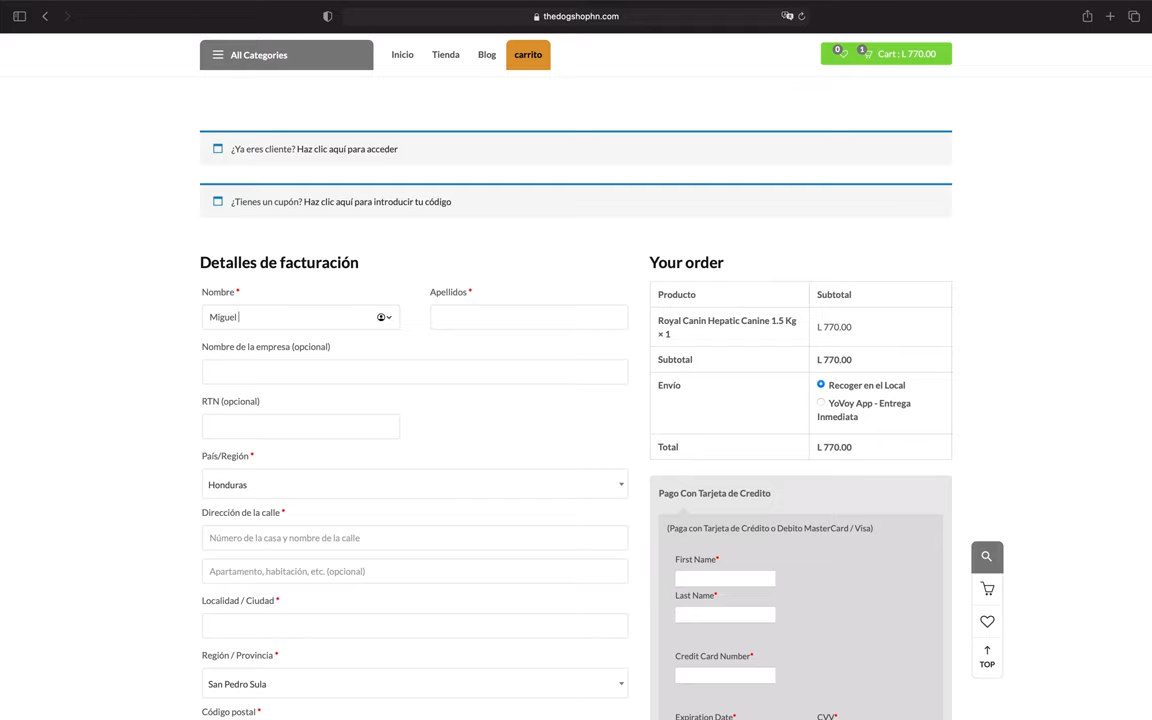 thedogshophn.com
All Categories
Inicio
Tienda
Blog
carrito
0
1
Cart : L 770.00
¿Ya eres cliente? Haz clic aquí para acceder
¿Tienes un cupón? Haz clic aquí para introducir tu código
Detalles de facturación
Nombre *
Apellidos *
Miguel
Nombre de la empresa (opcional)
RTN (opcional)
País/Región *
Honduras
Dirección de la calle *
Número de la casa y nombre de la calle
Apartamento, habitación, etc. (opcional)
Localidad / Ciudad *
Región / Provincia *
San Pedro Sula
Código postal *
Your order
Producto
Subtotal
Royal Canin Hepatic Canine 1.5 Kg
× 1
L 770.00
Subtotal
L 770.00
Envío
Recoger en el Local
YoVoy App - Entrega
Inmediata
Total
L 770.00
Pago Con Tarjeta de Credito
(Paga con Tarjeta de Crédito o Debito MasterCard / Visa)
First Name*
Last Name*
Credit Card Number*
Expiration Date*
CVV*
TOP